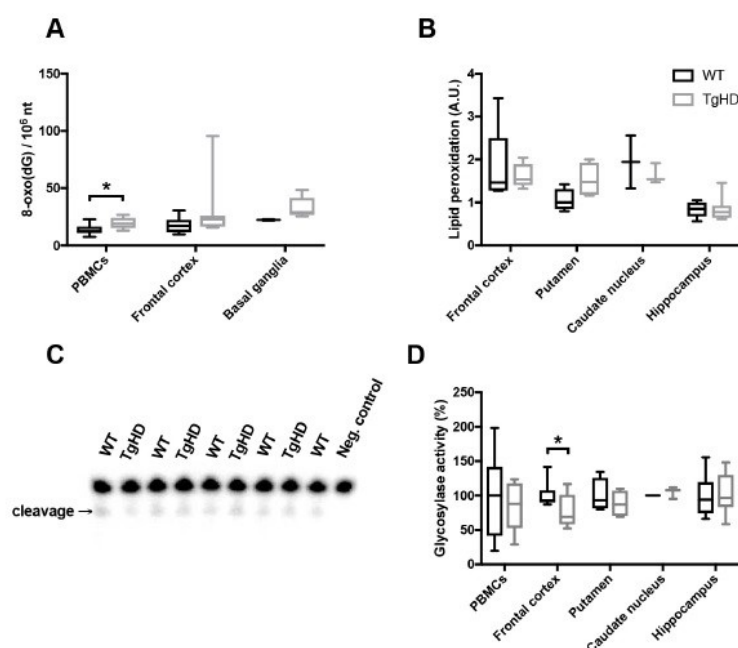 A
8-oxo(dG) / 10⁶ nt
150
100
50
0
*
PBMCs
Frontal cortex
Basal ganglia
B
Lipid peroxidation (A.U.)
4
3
2
1
0
WT
TgHD
Frontal cortex
Putamen
Caudate nucleus
Hippocampus
C
WT
TgHD
WT
TgHD
WT
TgHD
WT
TgHD
WT
Neg. control
cleavage →
D
Glycosylase activity (%)
250
200
150
100
50
0
*
PBMCs
Frontal cortex
Putamen
Caudate nucleus
Hippocampus